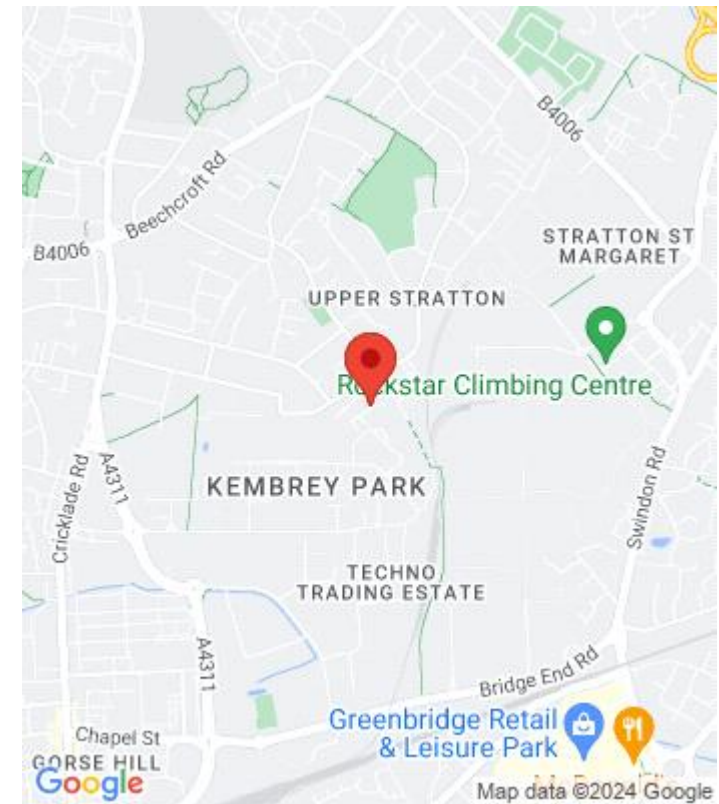 B4006
Beechcroft Rd
STRATTON ST
MARGARET
B4006
UPPER STRATTON
Rockstar Climbing Centre
KEMBREY PARK
Cricklade Rd
A4311
Swindon Rd
TECHNO
TRADING ESTATE
A4311
Bridge End Rd
Greenbridge Retail
& Leisure Park
Chapel St
GORSE HILL
Google
Map data ©2024 Google